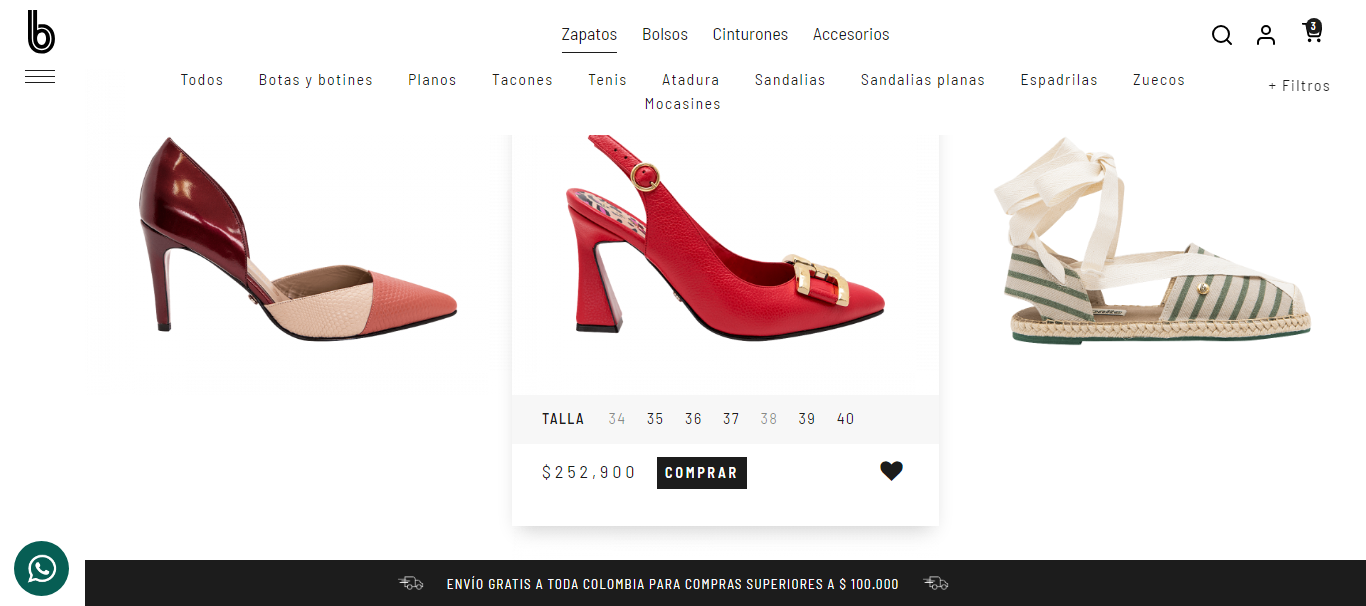 b
Zapatos Bolsos Cinturones Accesorios
3
Todos Botas y botines Planos Tacones Tenis Atadura Sandalias Sandalias planas Espadrilas Zuecos
Mocasines
+ Filtros
TALLA 34 35 36 37 38 39 40
$252,900 COMPRAR
ENVÍO GRATIS A TODA COLOMBIA PARA COMPRAS SUPERIORES A $ 100.000